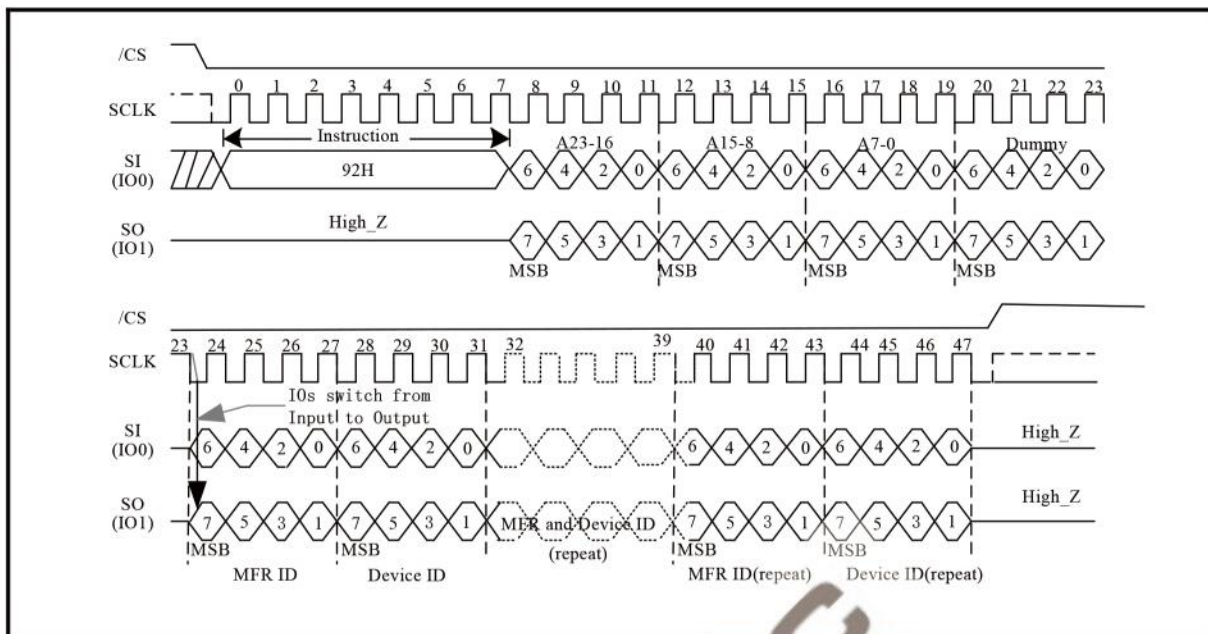 /CS
0 1 2 3 4 5 6 7 8 9 10 11 12 13 14 15 16 17 18 19 20 21 22 23
SCLK
Instruction A23-16 A15-8 A7-0 Dummy
SI
(IO0)
92H 6 4 2 0 6 4 2 0 6 4 2 0 6 4 2 0
High_Z
SO
(IO1)
7 5 3 1 7 5 3 1 7 5 3 1 7 5 3 1
MSB MSB MSB MSB
/CS
23 24 25 26 27 28 29 30 31 32 39 40 41 42 43 44 45 46 47
SCLK
IOs switch from
Input to Output
SI
(IO0)
6 4 2 0 6 4 2 0 6 4 2 0 6 4 2 0 High_Z
SO
(IO1)
7 5 3 1 7 5 3 1 MFR and Device ID 7 5 3 1 7 5 3 1 High_Z
MSB MSB (repeat) MSB MSB
MFR ID Device ID MFR ID(repeat) Device ID(repeat)